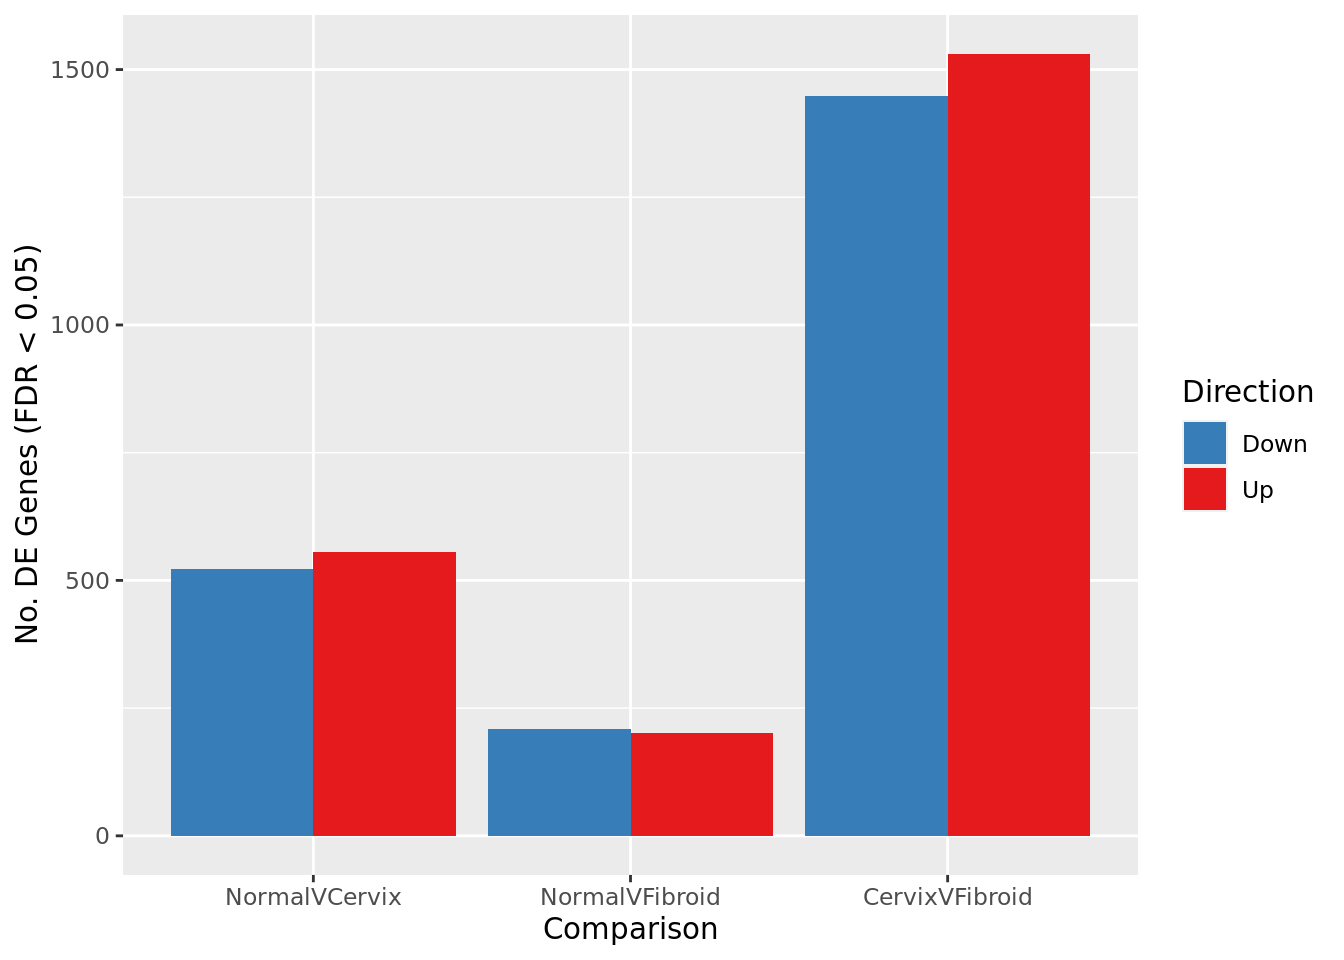 No. DE Genes (FDR < 0.05)
1500
1000
500
0
NormalVCervix
NormalVFibroid
CervixVFibroid
Comparison
Direction
Down
Up